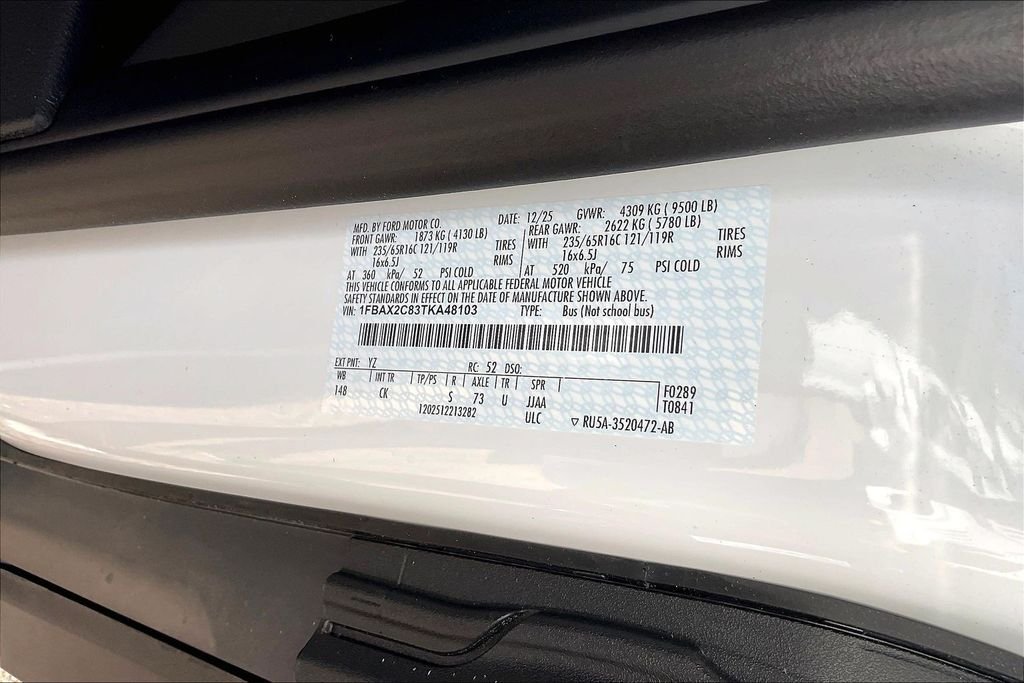 MFD. BY FORD MOTOR CO. DATE: 12/25 GVWR: 4309 KG ( 9500 LB)
FRONT GAWR: 1873 KG ( 4130 LB) REAR GAWR: 2622 KG ( 5780 LB)
WITH 235/65R16C 121/119R TIRES WITH 235/65R16C 121/119R TIRES
16x6.5J RIMS 16x6.5J RIMS
AT 360 kPa/ 52 PSI COLD AT 520 kPa/ 75 PSI COLD
THIS VEHICLE CONFORMS TO ALL APPLICABLE FEDERAL MOTOR VEHICLE
SAFETY STANDARDS IN EFFECT ON THE DATE OF MANUFACTURE SHOWN ABOVE.
VIN: 1FBAX2C83TKA48103 TYPE: Bus (Not school bus)
EXT PNT: YZ RC: 52 DSO:
WB INT TR TP/PS R AXLE TR SPR F0289
148 CK S 73 U JJAA T0841
1202512213282 ULC ▽ RU5A-3520472-AB